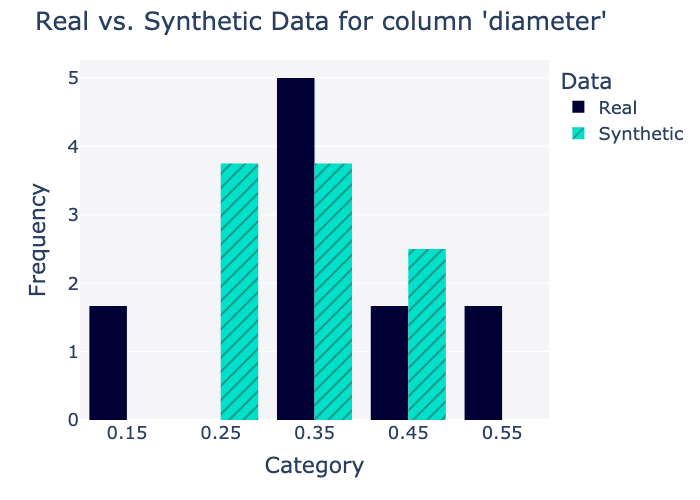 Real vs. Synthetic Data for column 'diameter'
Data
Real
Synthetic
Frequency
5
4
3
2
1
0
0.15 0.25 0.35 0.45 0.55
Category